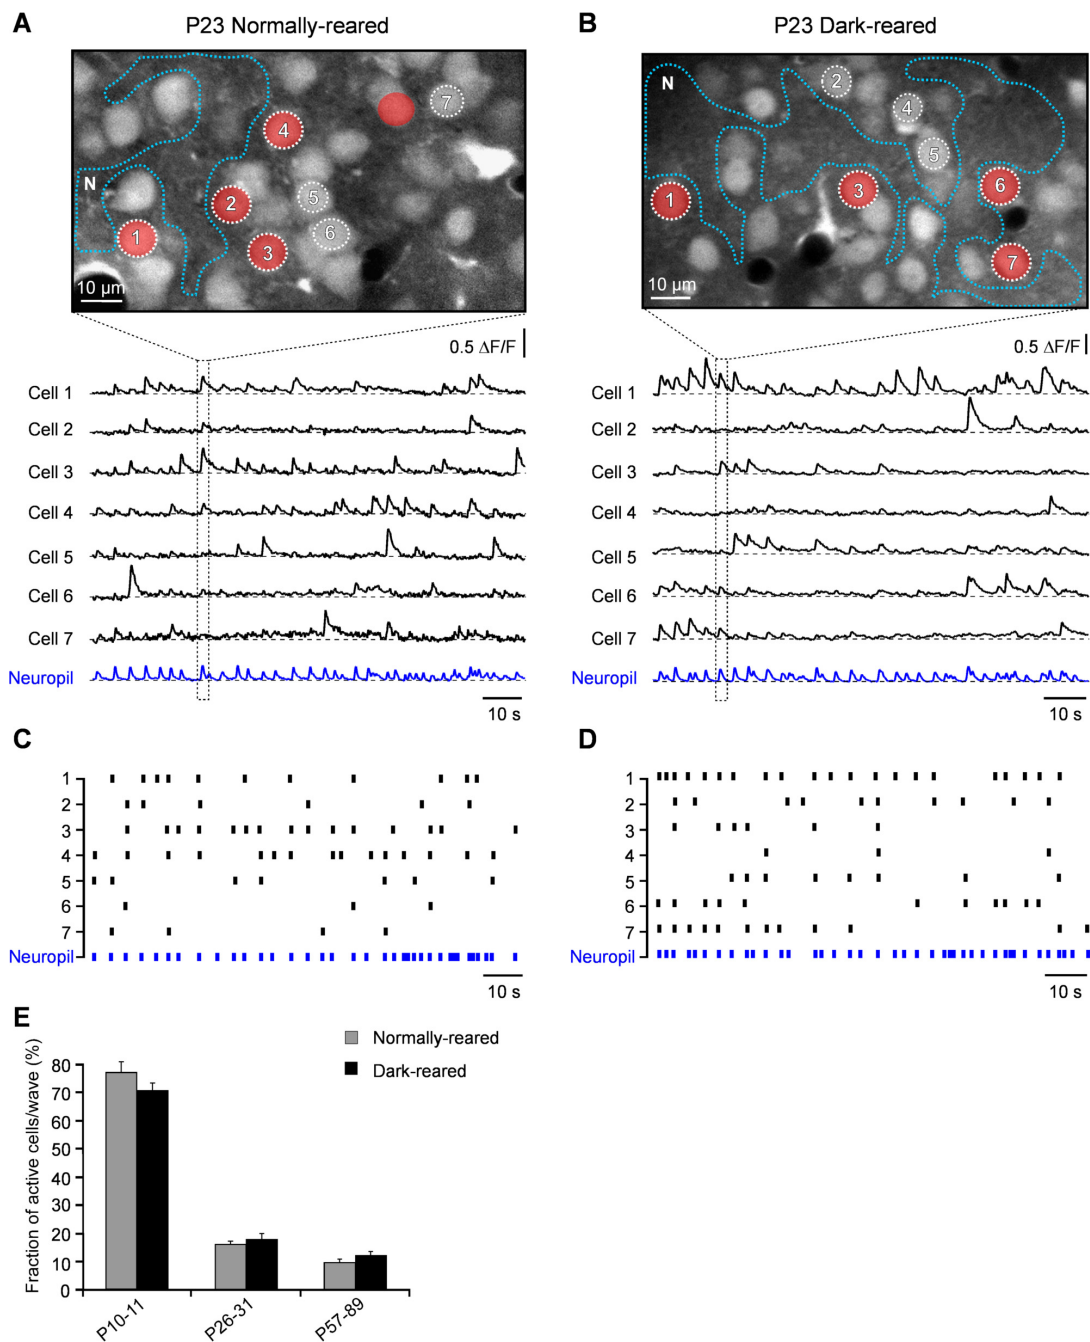 A
P23 Normally-reared
N
1
2
3
4
5
6
7
10 µm
0.5 ΔF/F
Cell 1
Cell 2
Cell 3
Cell 4
Cell 5
Cell 6
Cell 7
Neuropil
10 s
B
P23 Dark-reared
N
1
2
3
4
5
6
7
10 µm
0.5 ΔF/F
Cell 1
Cell 2
Cell 3
Cell 4
Cell 5
Cell 6
Cell 7
Neuropil
10 s
C
1
2
3
4
5
6
7
Neuropil
10 s
D
1
2
3
4
5
6
7
Neuropil
10 s
E
Normally-reared
Dark-reared
Fraction of active cells/wave (%)
80
70
60
50
40
30
20
10
0
P10-11
P26-31
P57-89